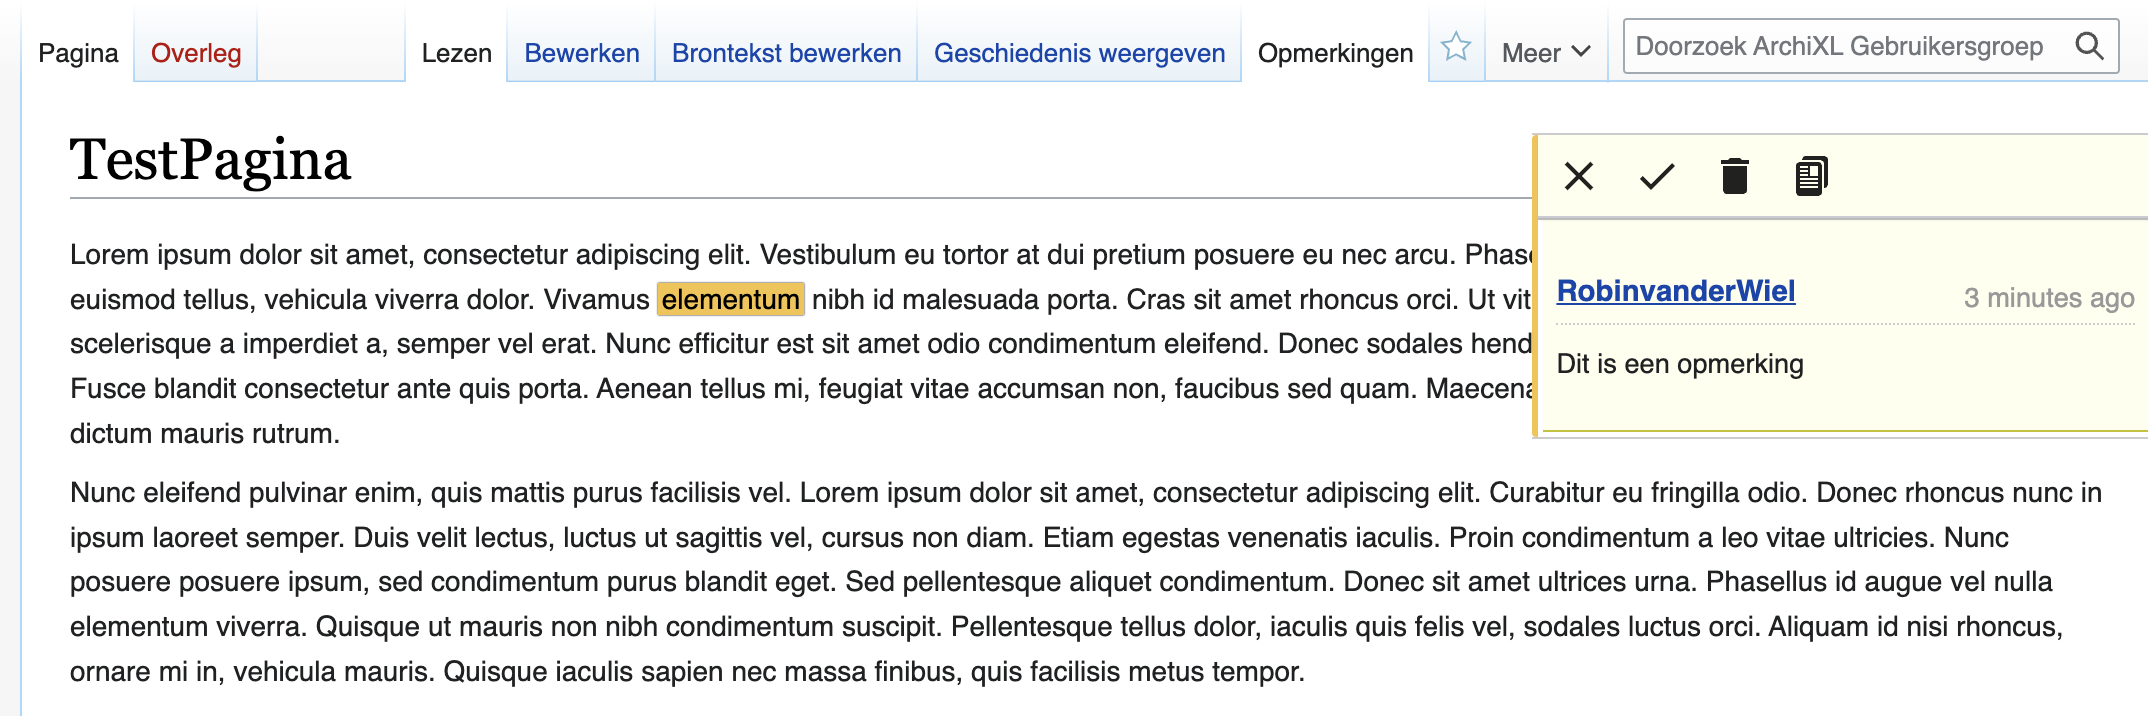 Pagina Overleg Lezen Bewerken Brontekst bewerken Geschiedenis weergeven Opmerkingen Meer Doorzoek ArchiXL Gebruikersgroep
TestPagina
Lorem ipsum dolor sit amet, consectetur adipiscing elit. Vestibulum eu tortor at dui pretium posuere eu nec arcu.
euismod tellus, vehicula viverra dolor. Vivamus elementum nibh id malesuada porta. Cras sit amet rhoncus orci. Ut
scelerisque a imperdiet a, semper vel erat. Nunc efficitur est sit amet odio condimentum eleifend. Donec sodales
Fusce blandit consectetur ante quis porta. Aenean tellus mi, feugiat vitae accumsan non, faucibus sed quam.
dictum mauris rutrum.
RobinvanderWiel 3 minutes ago
Dit is een opmerking
Nunc eleifend pulvinar enim, quis mattis purus facilisis vel. Lorem ipsum dolor sit amet, consectetur adipiscing elit. Curabitur eu fringilla odio. Donec rhoncus nunc in
ipsum laoreet semper. Duis velit lectus, luctus ut sagittis vel, cursus non diam. Etiam egestas venenatis iaculis. Proin condimentum a leo vitae ultricies. Nunc
posuere posuere ipsum, sed condimentum purus blandit eget. Sed pellentesque aliquet condimentum. Donec sit amet ultrices urna. Phasellus id augue vel nulla
elementum viverra. Quisque ut mauris non nibh condimentum suscipit. Pellentesque tellus dolor, iaculis quis felis vel, sodales luctus orci. Aliquam id nisi rhoncus,
ornare mi in, vehicula mauris. Quisque iaculis sapien nec massa finibus, quis facilisis metus tempor.